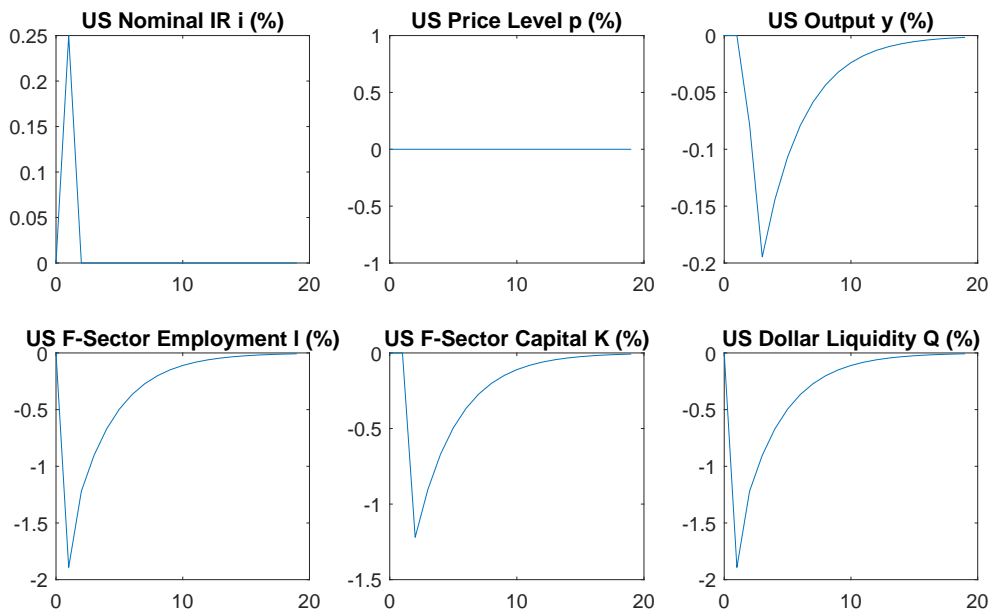 US Nominal IR i (%)
0.25
0.2
0.15
0.1
0.05
0
0 10 20
US Price Level p (%)
1
0.5
0
-0.5
-1
0 10 20
US Output y (%)
0
-0.05
-0.1
-0.15
-0.2
0 10 20
US F-Sector Employment l (%)
0
-0.5
-1
-1.5
-2
0 10 20
US F-Sector Capital K (%)
0
-0.5
-1
-1.5
0 10 20
US Dollar Liquidity Q (%)
0
-0.5
-1
-1.5
-2
0 10 20